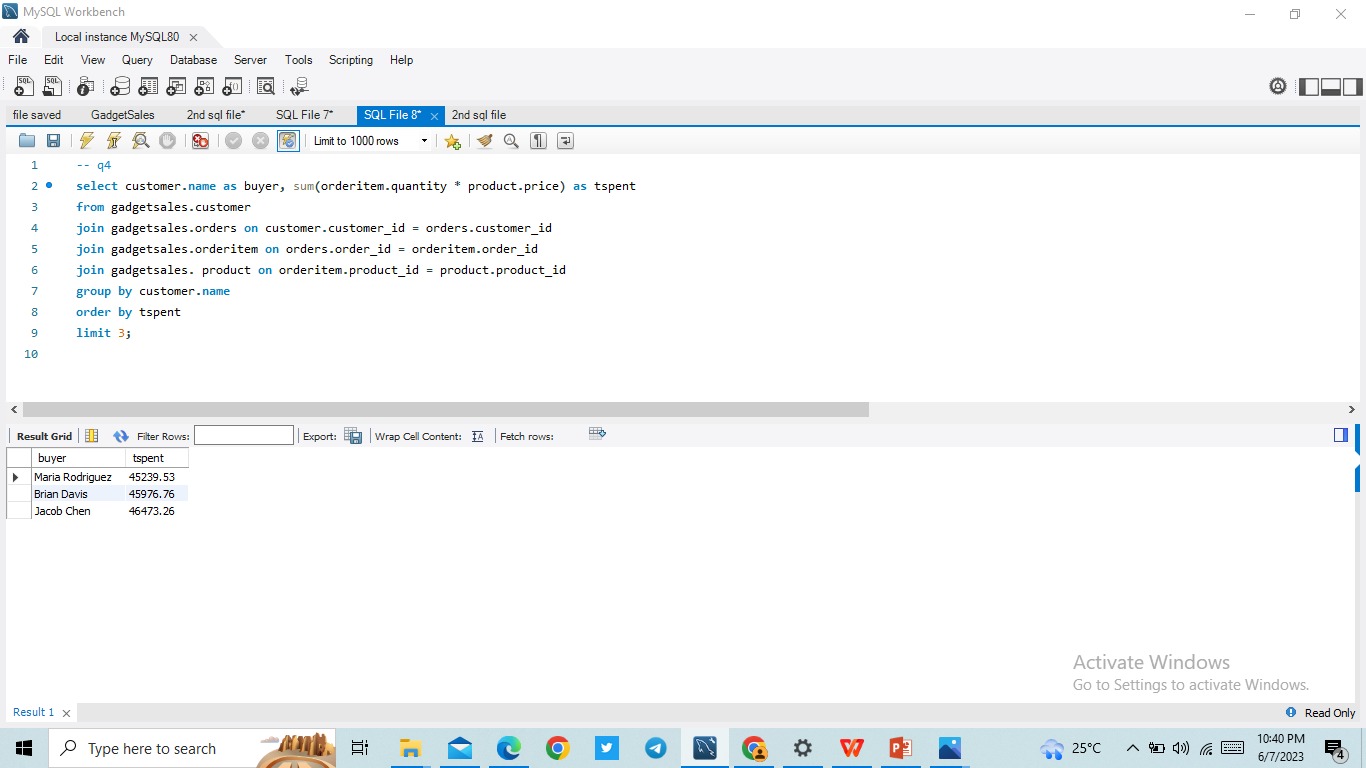 MySQL Workbench
Local instance MySQL80
File Edit View Query Database Server Tools Scripting Help
file saved GadgetSales 2nd sql file* SQL File 7* SQL File 8* 2nd sql file
Limit to 1000 rows
1 -- q4
2 select customer.name as buyer, sum(orderitem.quantity * product.price) as tspent
3 from gadgetsales.customer
4 join gadgetsales.orders on customer.customer_id = orders.customer_id
5 join gadgetsales.orderitem on orders.order_id = orderitem.order_id
6 join gadgetsales. product on orderitem.product_id = product.product_id
7 group by customer.name
8 order by tspent
9 limit 3;
10
Result Grid Filter Rows: Export: Wrap Cell Content: Fetch rows:
buyer tspent
Maria Rodriguez 45239.53
Brian Davis 45976.76
Jacob Chen 46473.26
Activate Windows
Go to Settings to activate Windows.
Result 1 Read Only
Type here to search 25°C 10:40 PM
6/7/2023 4